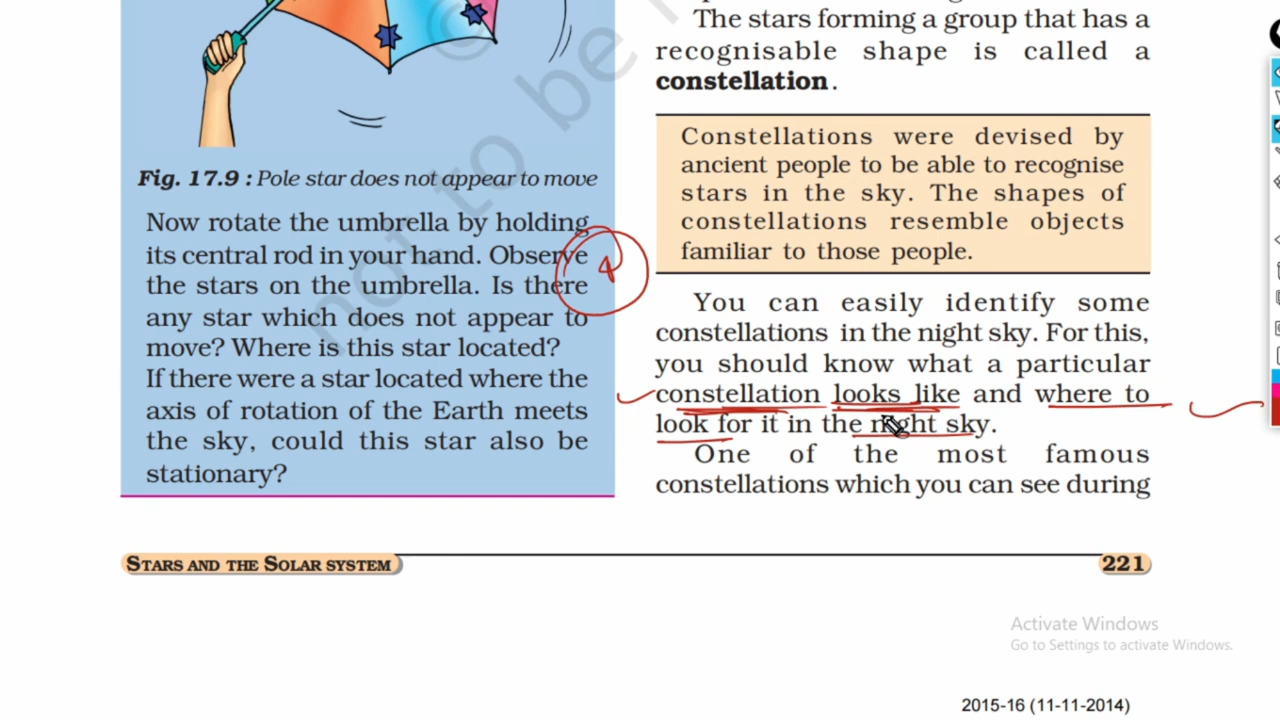 Fig. 17.9 : Pole star does not appear to move
Now rotate the umbrella by holding
its central rod in your hand. Observe
the stars on the umbrella. Is there
any star which does not appear to
move? Where is this star located?
If there were a star located where the
axis of rotation of the Earth meets
the sky, could this star also be
stationary?
The stars forming a group that has a
recognisable shape is called a
constellation.
Constellations were devised by
ancient people to be able to recognise
stars in the sky. The shapes of
constellations resemble objects
familiar to those people.
You can easily identify some
constellations in the night sky. For this,
you should know what a particular
constellation looks like and where to
look for it in the night sky.
One of the most famous
constellations which you can see during
STARS AND THE SOLAR SYSTEM
221
not to be
©
Activate Windows
Go to Settings to activate Windows.
2015-16 (11-11-2014)